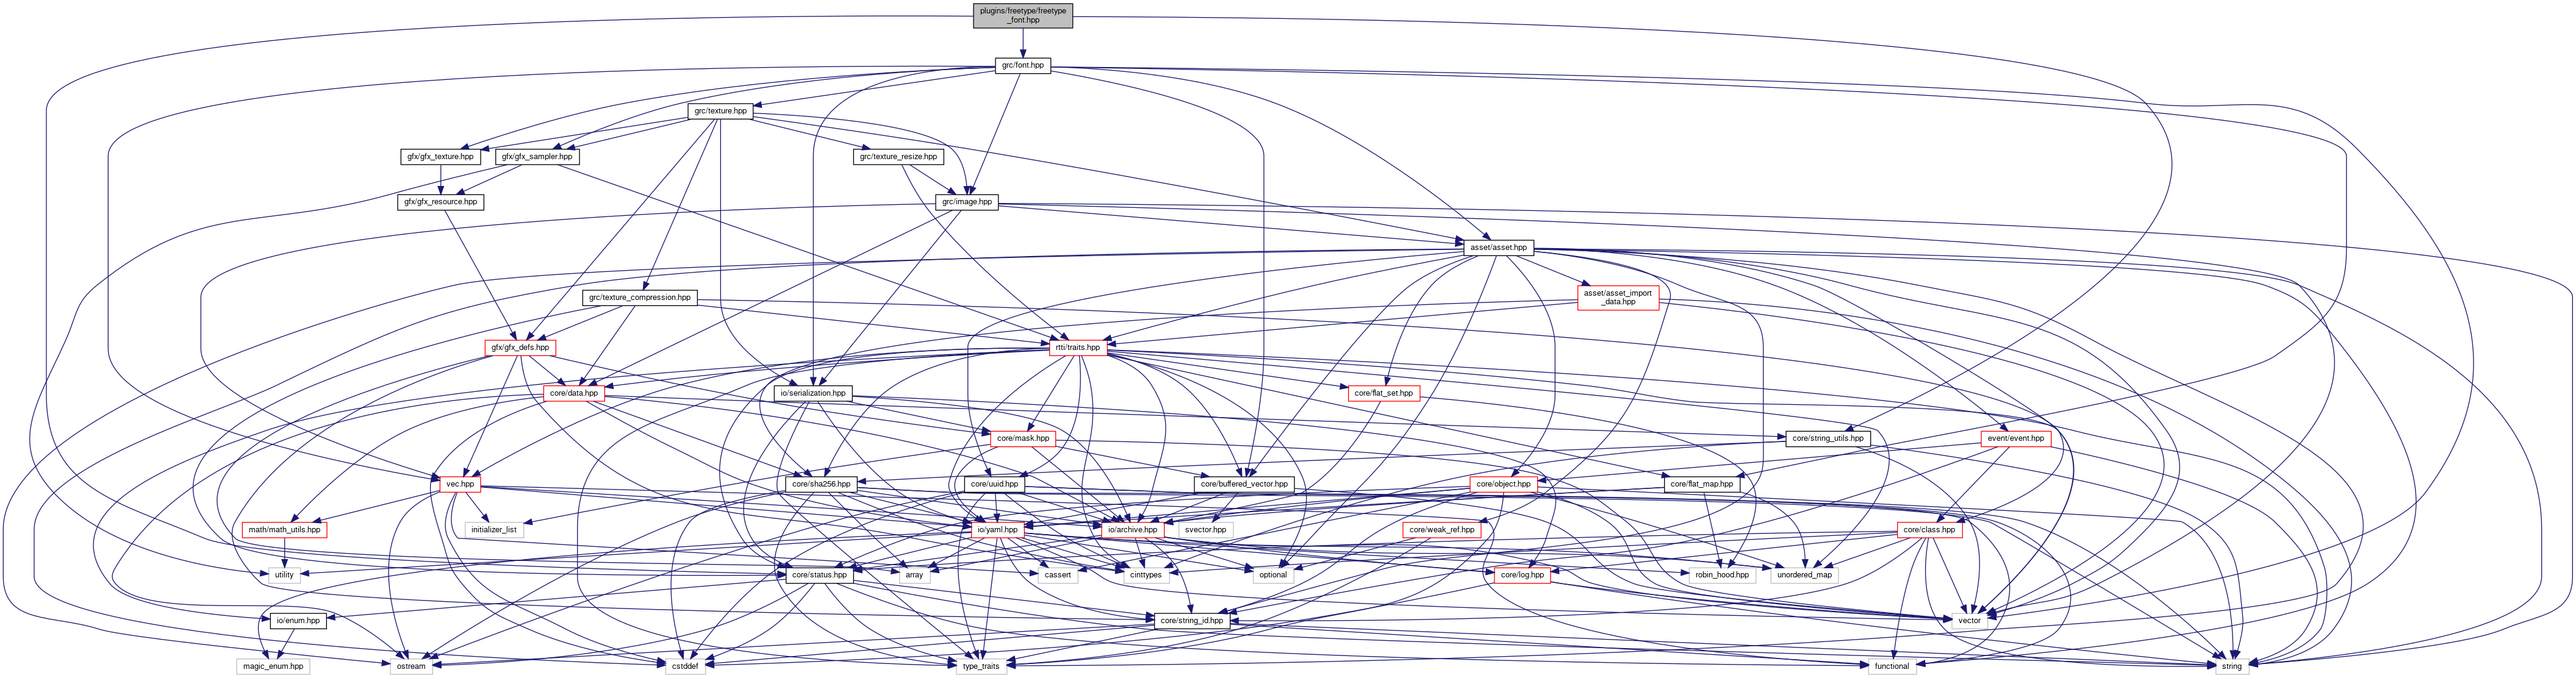 plugins/freetype/freetype
_font.hpp
grc/font.hpp
grc/texture.hpp
gfx/gfx_texture.hpp
gfx/gfx_sampler.hpp
grc/texture_resize.hpp
gfx/gfx_resource.hpp
grc/image.hpp
asset/asset.hpp
grc/texture_compression.hpp
asset/asset_import
_data.hpp
gfx/gfx_defs.hpp
rtti/traits.hpp
core/data.hpp
io/serialization.hpp
core/flat_set.hpp
core/mask.hpp
core/string_utils.hpp
event/event.hpp
vec.hpp
core/sha256.hpp
core/uuid.hpp
core/buffered_vector.hpp
core/object.hpp
core/flat_map.hpp
math/math_utils.hpp
initializer_list
io/yaml.hpp
io/archive.hpp
svector.hpp
core/weak_ref.hpp
core/class.hpp
utility
core/status.hpp
array
cassert
cinttypes
optional
core/log.hpp
robin_hood.hpp
unordered_map
io/enum.hpp
core/string_id.hpp
vector
magic_enum.hpp
ostream
cstddef
type_traits
functional
string